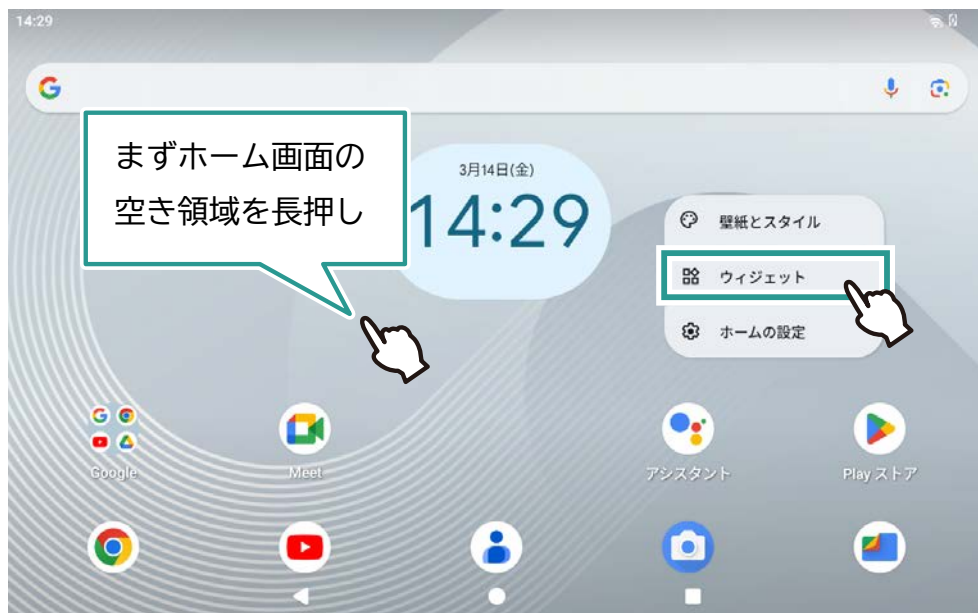 14:29
まずホーム画面の
空き領域を長押し
3月14日(金)
14:29
壁紙とスタイル
ウィジェット
ホームの設定
Google
Meet
アシスタント
Play ストア